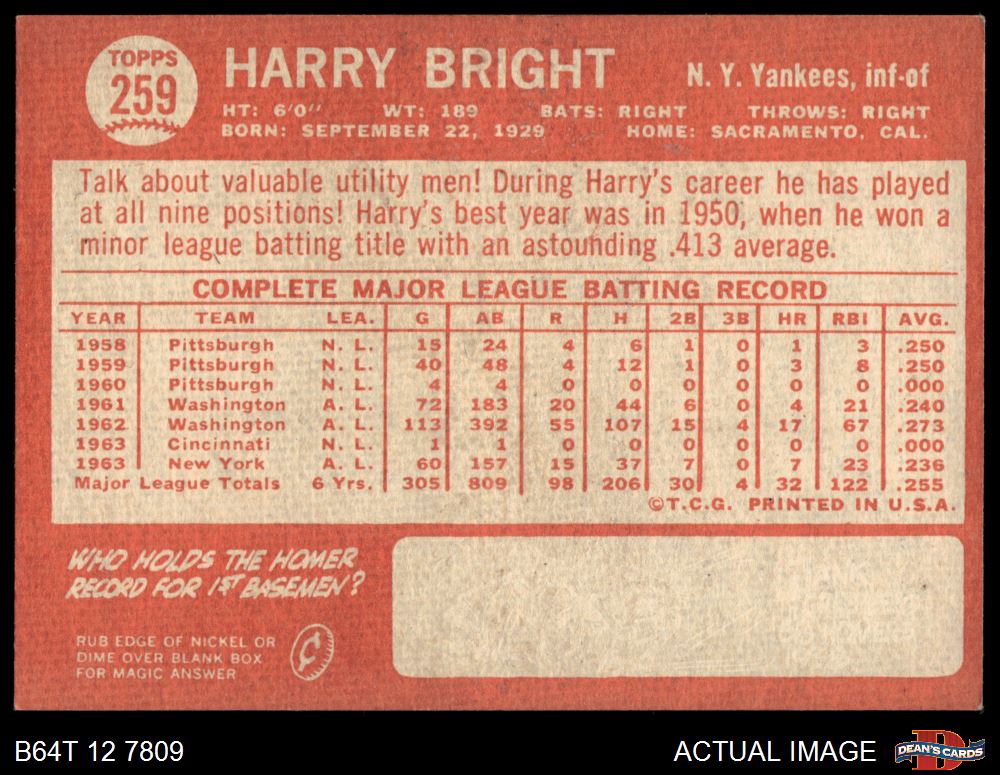 TOPPS
259
HARRY BRIGHT
N. Y. Yankees, inf-of
HT: 6'0" WT: 189 BATS: RIGHT THROWS: RIGHT
BORN: SEPTEMBER 22, 1929 HOME: SACRAMENTO, CAL.
Talk about valuable utility men! During Harry's career he has played
at all nine positions! Harry's best year was in 1950, when he won a
minor league batting title with an astounding .413 average.
COMPLETE MAJOR LEAGUE BATTING RECORD
YEAR TEAM LEA. G AB R H 2B 3B HR RBI AVG.
1958 Pittsburgh N. L. 15 24 4 6 1 0 1 3 .250
1959 Pittsburgh N. L. 40 48 4 12 1 0 3 8 .250
1960 Pittsburgh N. L. 4 4 0 0 0 0 0 0 .000
1961 Washington A. L. 72 183 20 44 6 0 4 21 .240
1962 Washington A. L. 113 392 55 107 15 4 17 67 .273
1963 Cincinnati N. L. 1 1 0 0 0 0 0 0 .000
1963 New York A. L. 60 157 15 37 7 0 7 23 .236
Major League Totals 6 Yrs. 305 809 98 206 30 4 32 122 .255
©T.C.G. PRINTED IN U.S.A.
WHO HOLDS THE HOMER
RECORD FOR 1ST BASEMEN?
RUB EDGE OF NICKEL OR
DIME OVER BLANK BOX
FOR MAGIC ANSWER
¢
B64T 12 7809
ACTUAL IMAGE
D
DEAN'S CARDS